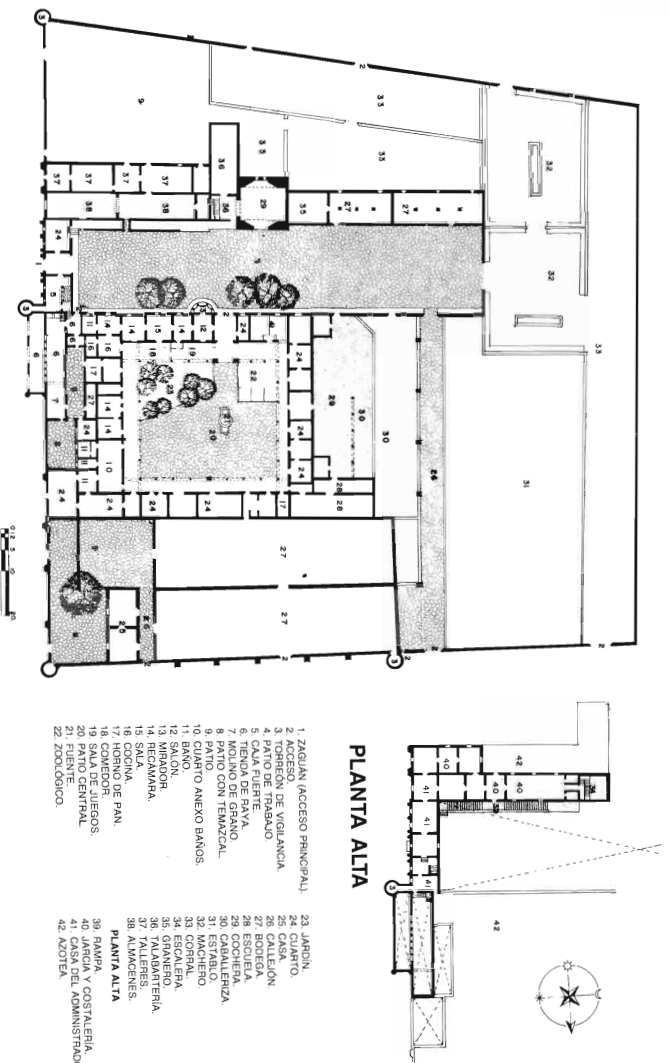 PLANTA ALTA
1. ZAGUÁN (ACCESO PRINCIPAL).
2 ACCESO.
3. TORREÓN DE VIGILANCIA.
4. PATIO DE TRABAJO.
5. CAJA FUERTE.
6. TIENDA DE RAYA.
7. MOLINO DE GRANO.
8 PATIO CON TEMAZCAL.
9. PATIO.
10. CUARTO ANEXO BAÑOS.
11. BAÑO.
12. SALÓN.
13 MIRADOR.
14. RECÁMARA.
15. SALA.
16 COCINA.
17. HORNO DE PAN.
18. COMEDOR.
19 SALA DE JUEGOS.
20 PATIO CENTRAL.
21. FUENTE.
22. ZOOLÓGICO.
23. JARDÍN.
24. CUARTO.
25. CASA.
26. CALLEJÓN.
27. BODEGA.
28 ESCUELA.
29. COCHERA.
30. CABALLERIZA.
31. ESTABLO.
32. MACHERO.
33. CORRAL.
34. ESCALERA.
35. GRANERO.
36. TALABARTERÍA.
37. TALLERES.
38. ALMACENES.
PLANTA ALTA
39. RAMPA.
40. JARCIA Y COSTALERÍA.
41. CASA DEL ADMINISTRAD
42. AZOTEA.